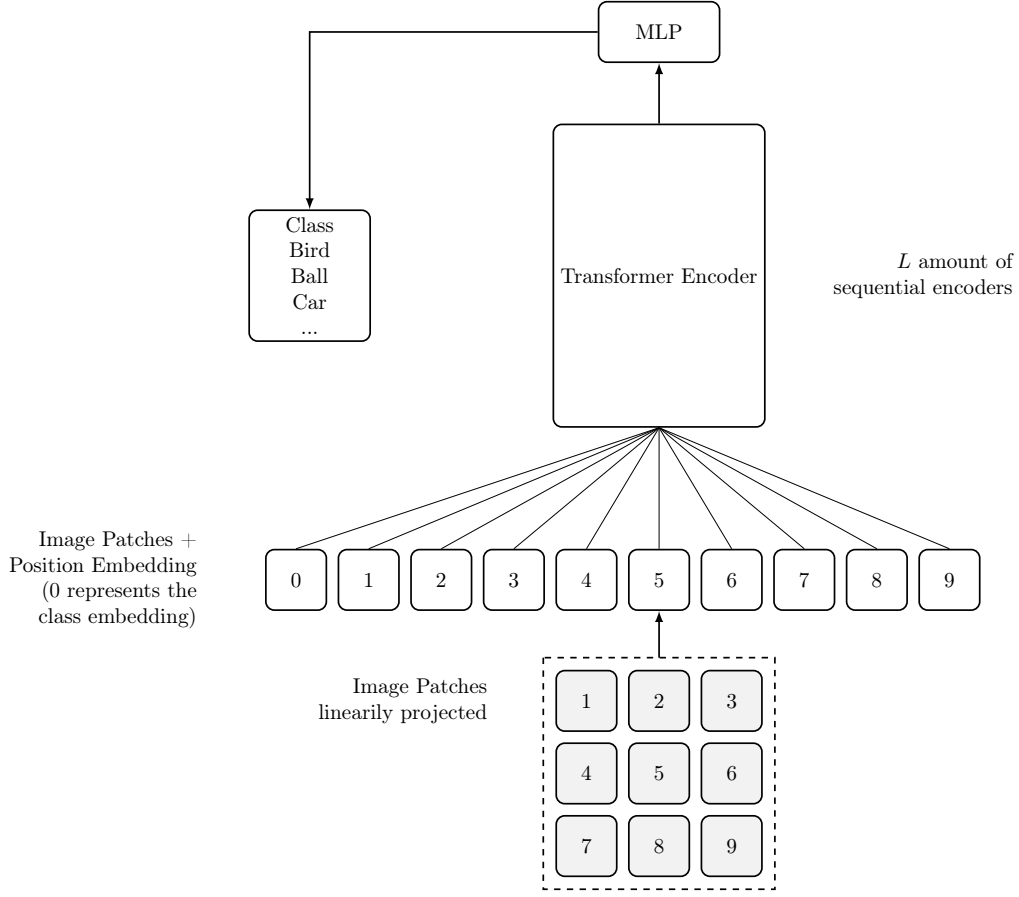 MLP
Class
Bird
Ball
Car
...
Transformer Encoder
L amount of
sequential encoders
Image Patches +
Position Embedding
(0 represents the
class embedding)
0 1 2 3 4 5 6 7 8 9
Image Patches
linearily projected
1 2 3
4 5 6
7 8 9